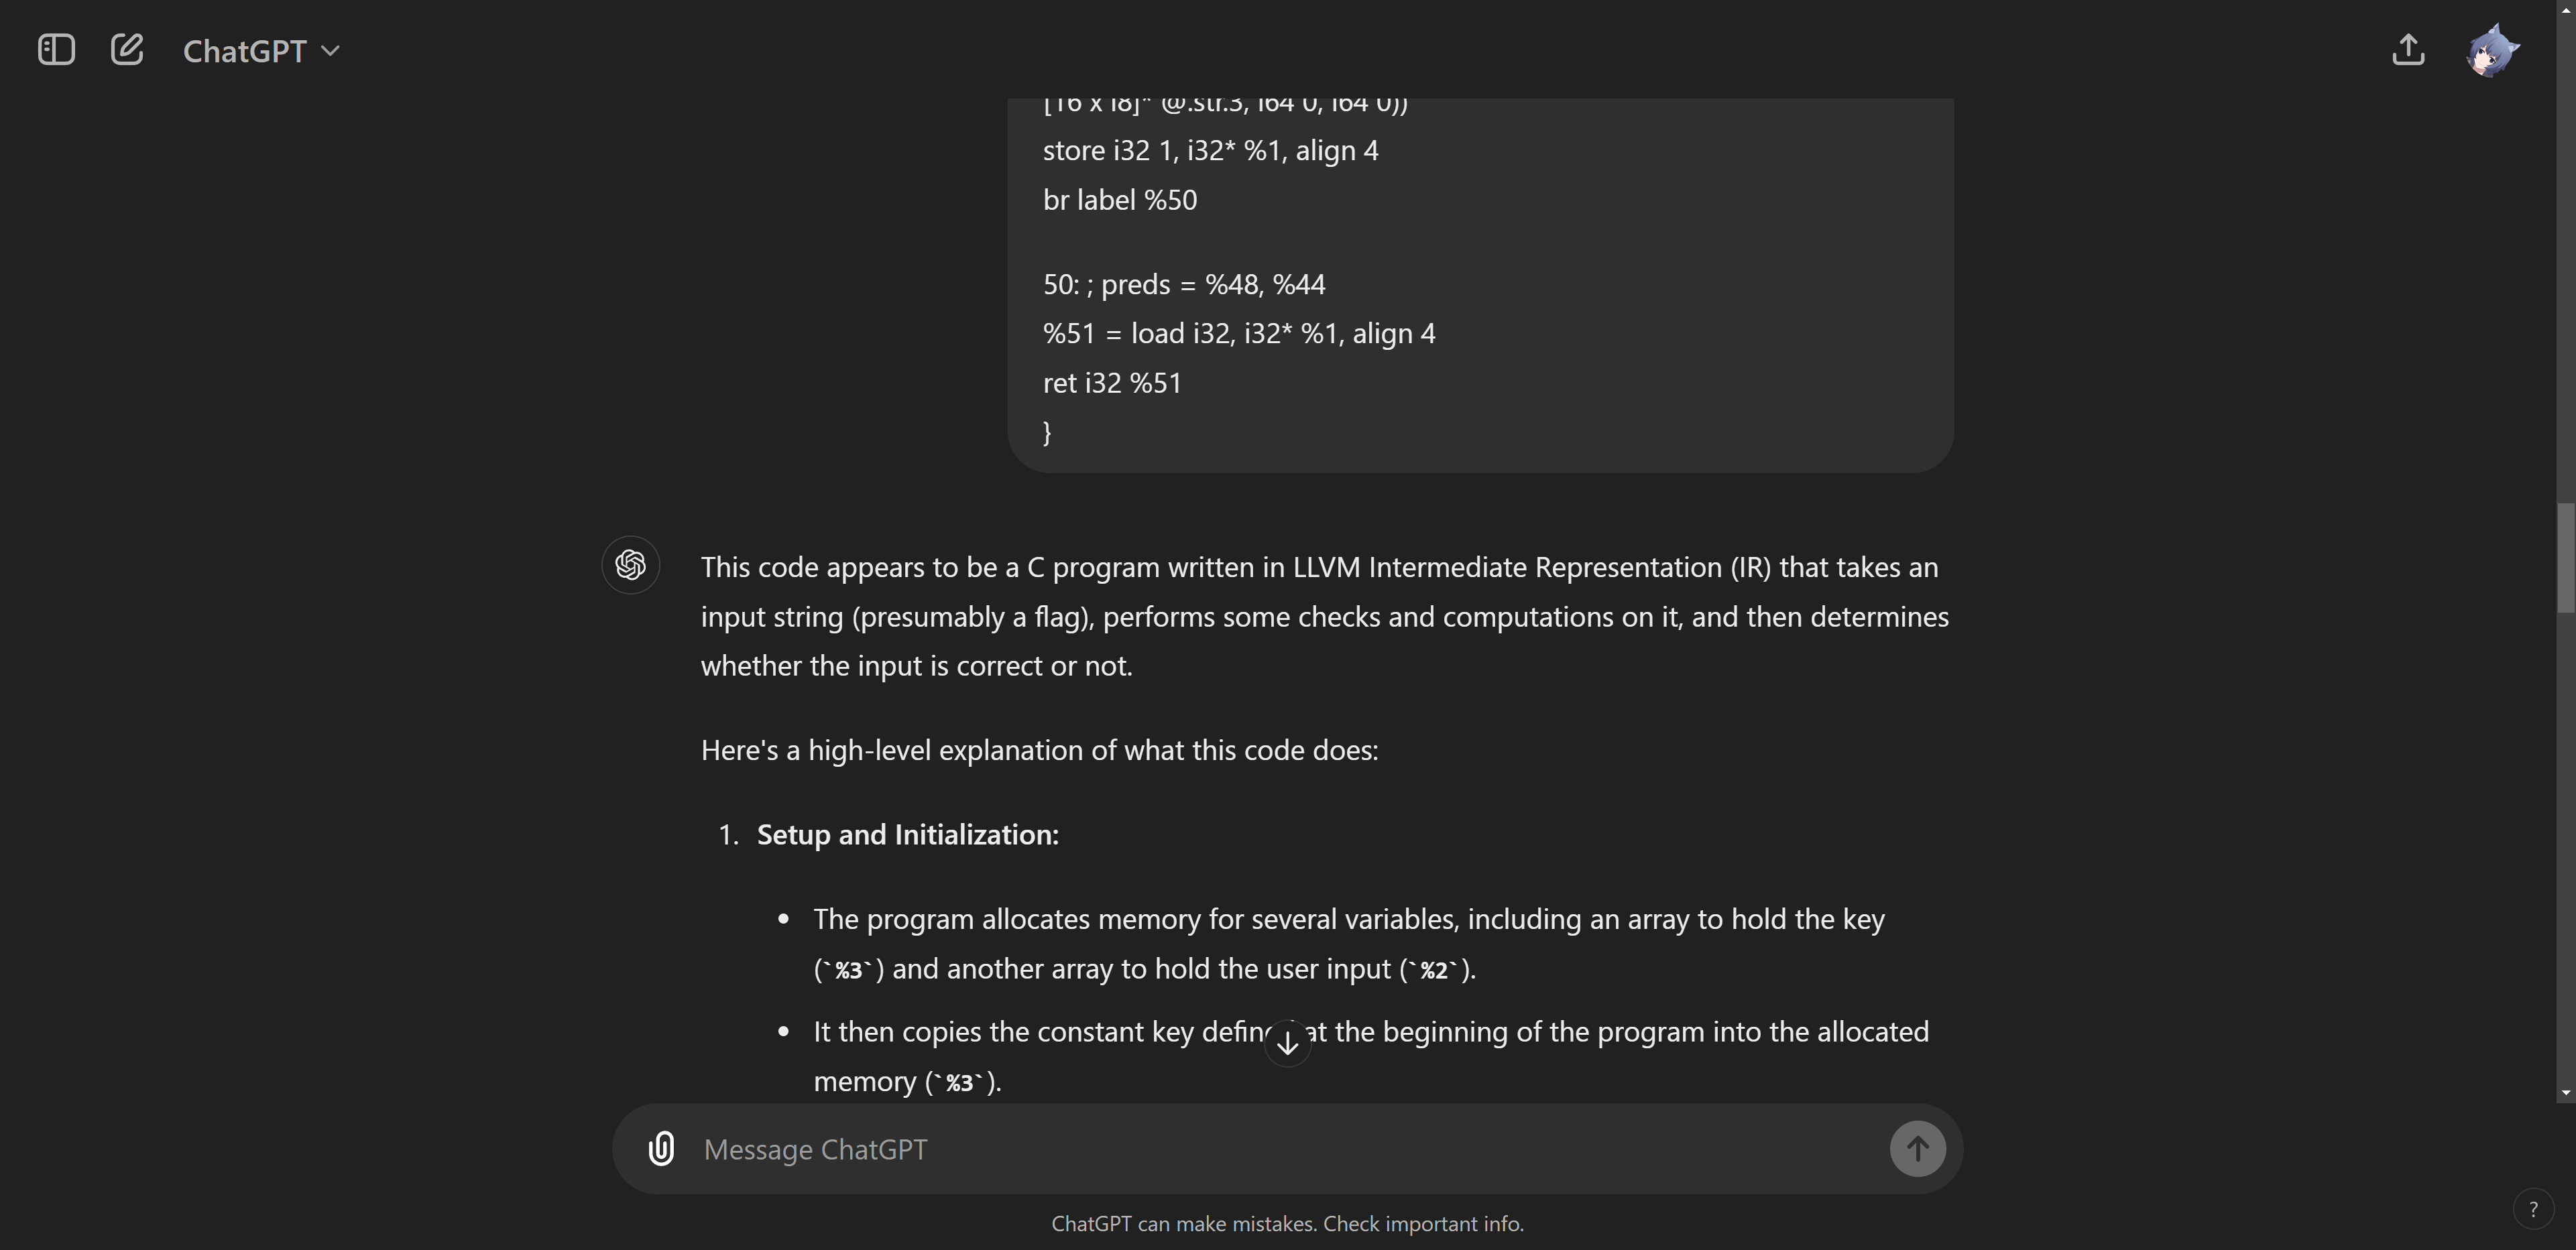 ChatGPT
[16 x i8]* @.str.3, i64 0, i64 0))
store i32 1, i32* %1, align 4
br label %50
50: ; preds = %48, %44
%51 = load i32, i32* %1, align 4
ret i32 %51
}
This code appears to be a C program written in LLVM Intermediate Representation (IR) that takes an
input string (presumably a flag), performs some checks and computations on it, and then determines
whether the input is correct or not.
Here's a high-level explanation of what this code does:
1. Setup and Initialization:
• The program allocates memory for several variables, including an array to hold the key
(`%3`) and another array to hold the user input (`%2`).
• It then copies the constant key define at the beginning of the program into the allocated
memory (`%3`).
Message ChatGPT
ChatGPT can make mistakes. Check important info.
?